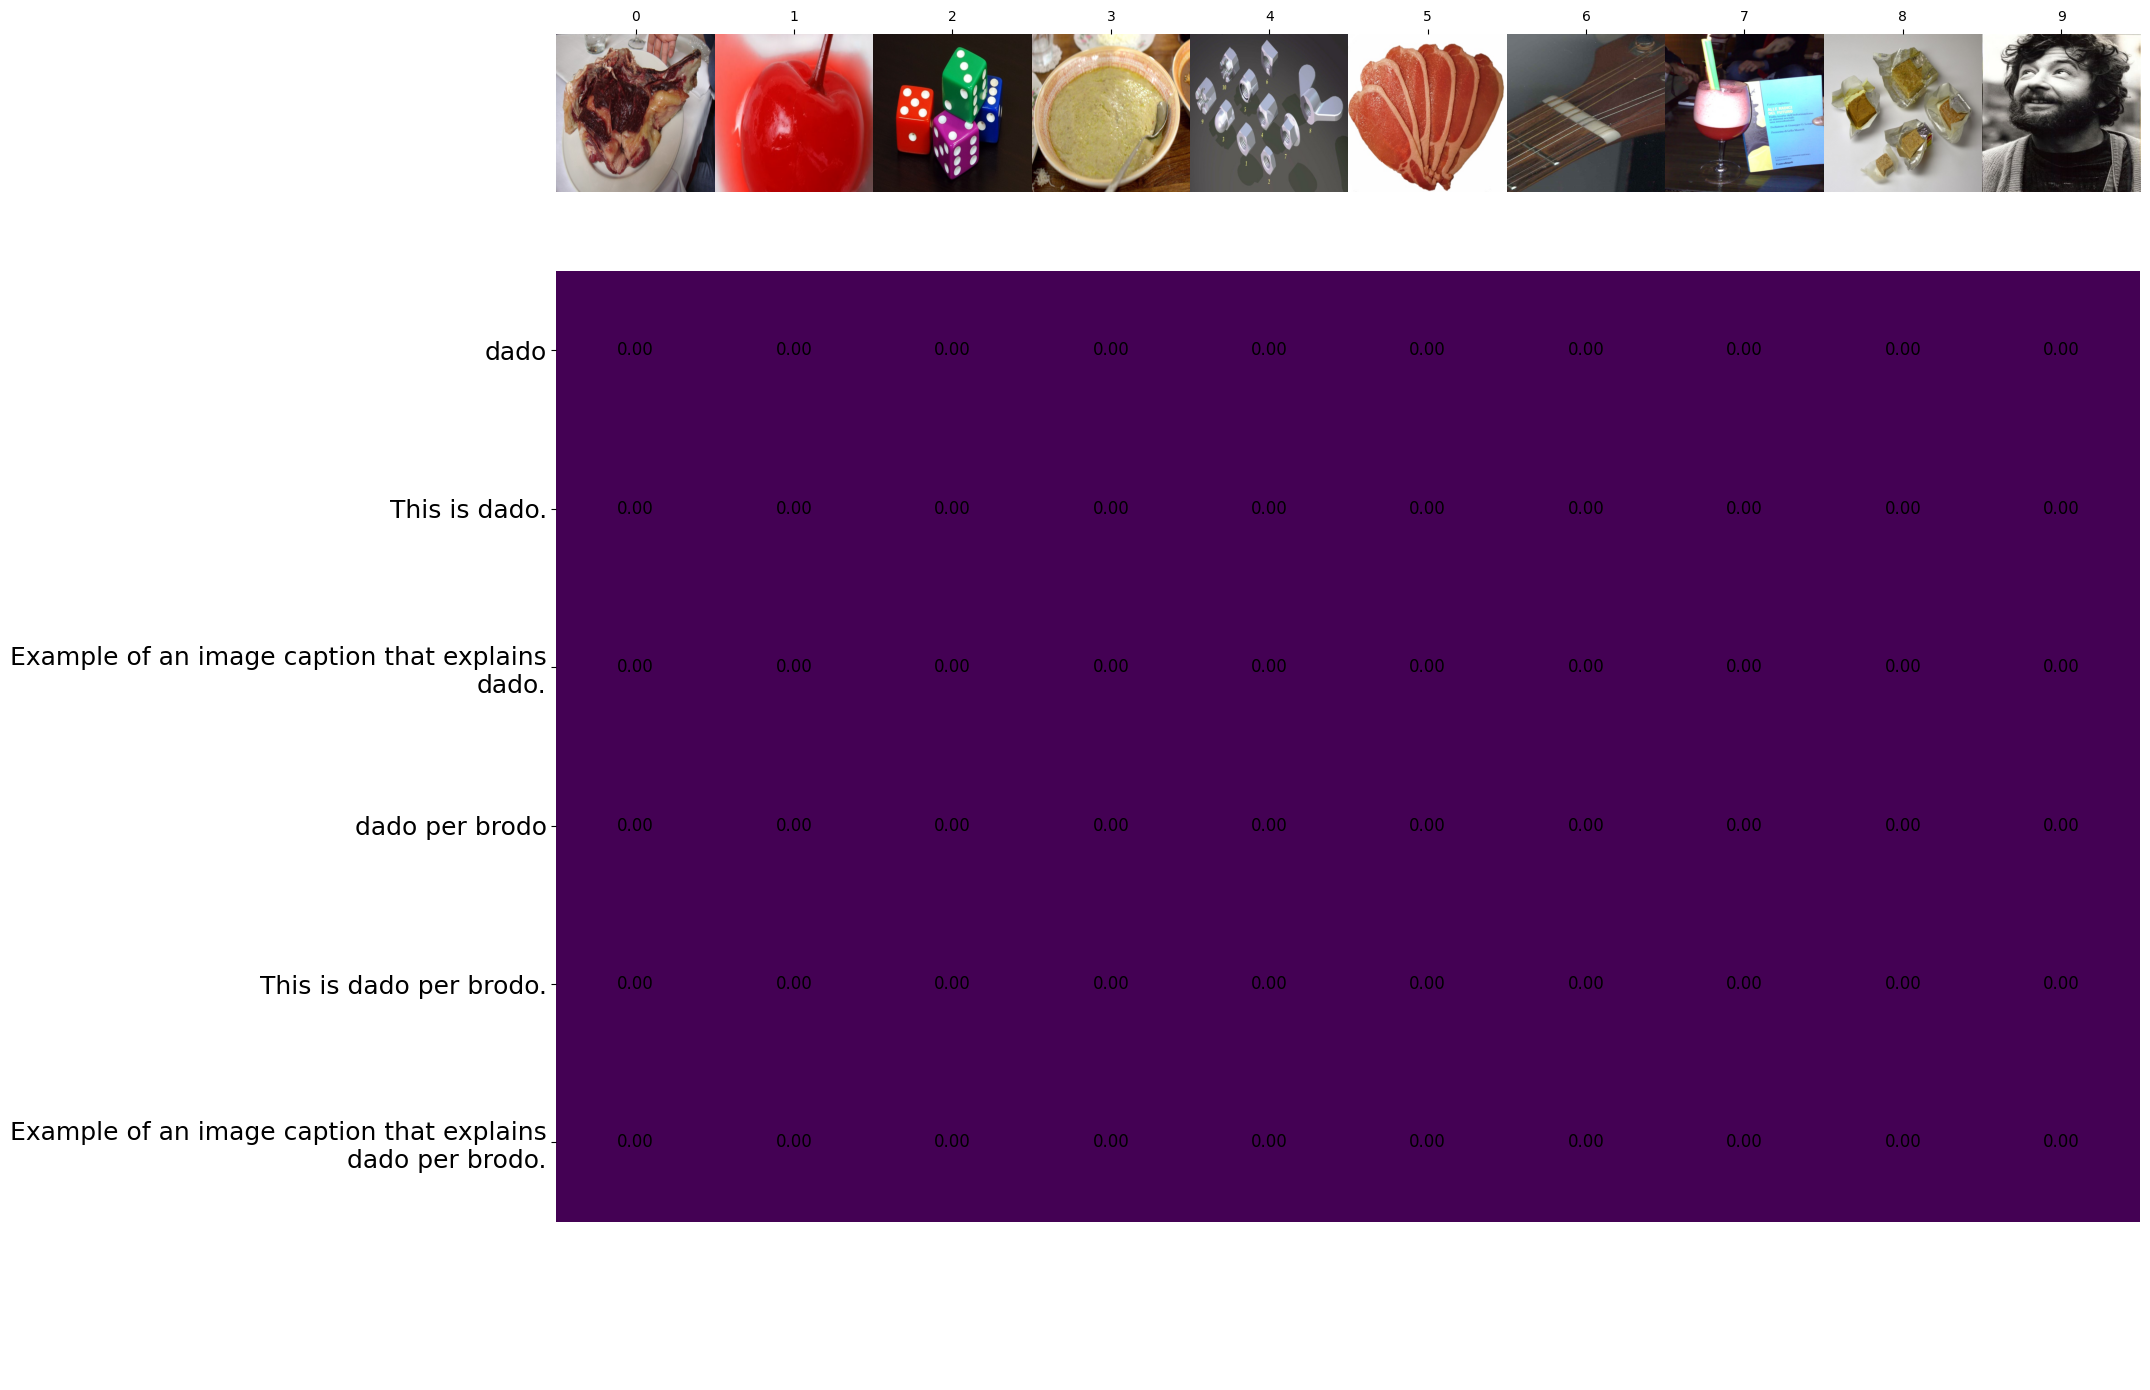 0 1 2 3 4 5 6 7 8 9
dado 0.00 0.00 0.00 0.00 0.00 0.00 0.00 0.00 0.00 0.00
This is dado. 0.00 0.00 0.00 0.00 0.00 0.00 0.00 0.00 0.00 0.00
Example of an image caption that explains
dado. 0.00 0.00 0.00 0.00 0.00 0.00 0.00 0.00 0.00 0.00
dado per brodo 0.00 0.00 0.00 0.00 0.00 0.00 0.00 0.00 0.00 0.00
This is dado per brodo. 0.00 0.00 0.00 0.00 0.00 0.00 0.00 0.00 0.00 0.00
Example of an image caption that explains
dado per brodo. 0.00 0.00 0.00 0.00 0.00 0.00 0.00 0.00 0.00 0.00